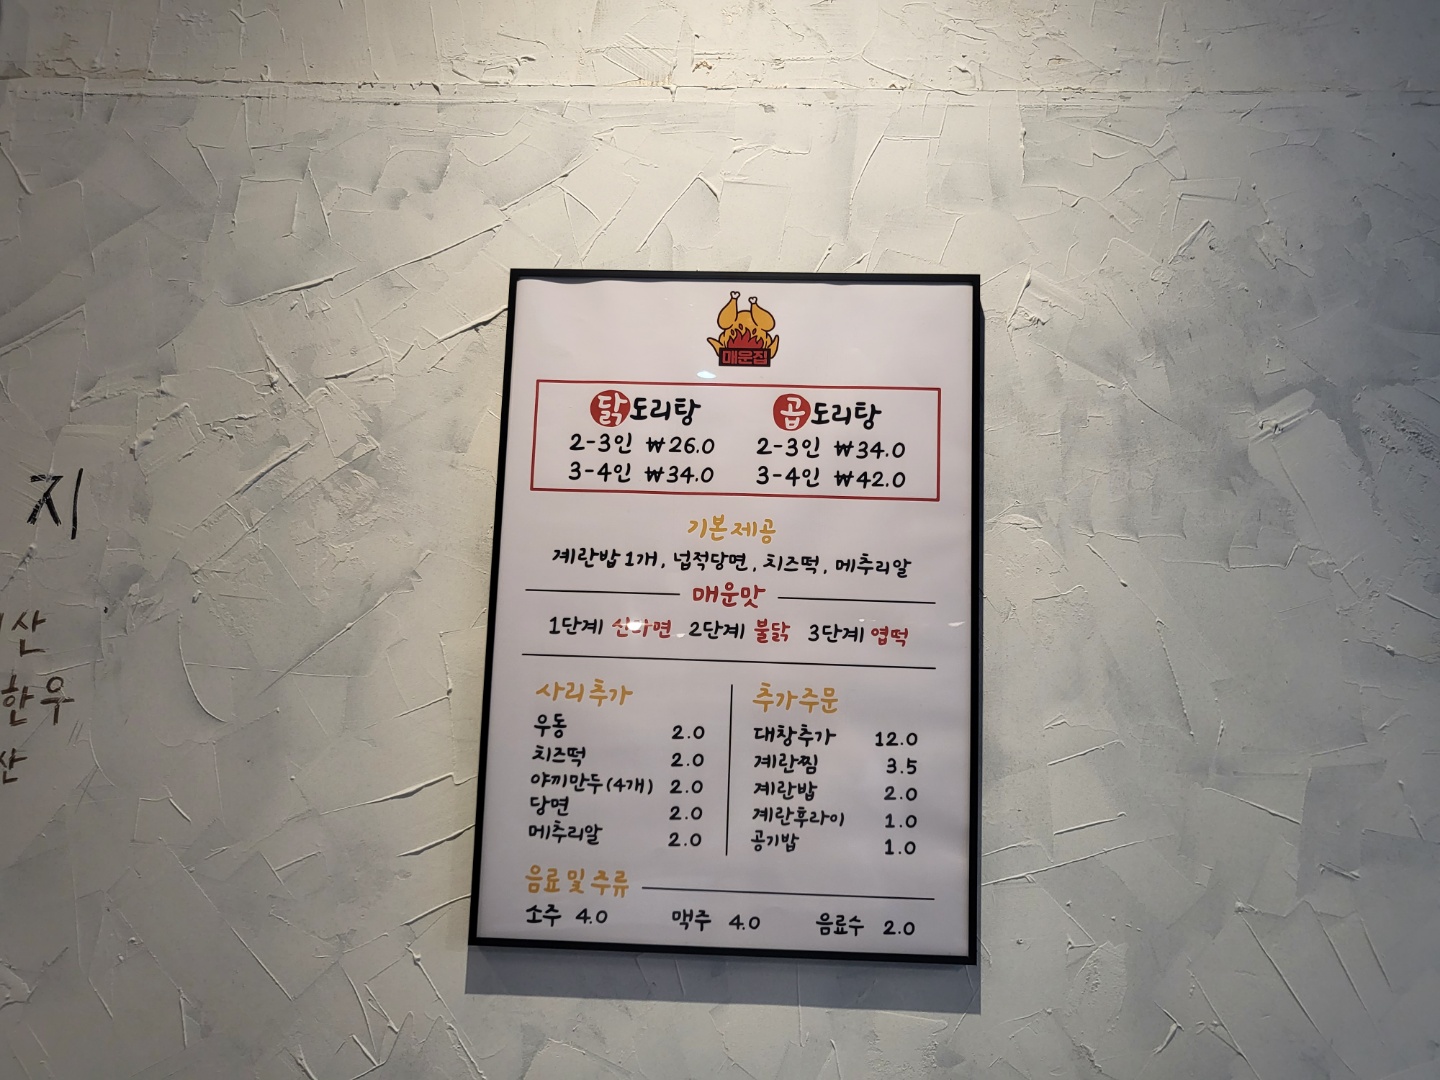 매운집
닭도리탕 곱도리탕
2-3인 ₩26.0 2-3인 ₩34.0
3-4인 ₩34.0 3-4인 ₩42.0
기본제공
계란밥 1개, 넙적당면, 치즈떡, 메추리알
매운맛
1단계 신라면 2단계 불닭 3단계 엽떡
사리추가
우동 2.0
치즈떡 2.0
야끼만두(4개) 2.0
당면 2.0
메추리알 2.0
추가주문
대창추가 12.0
계란찜 3.5
계란밥 2.0
계란후라이 1.0
공기밥 1.0
음료 및 주류
소주 4.0 맥주 4.0 음료수 2.0
지
산
한우
산